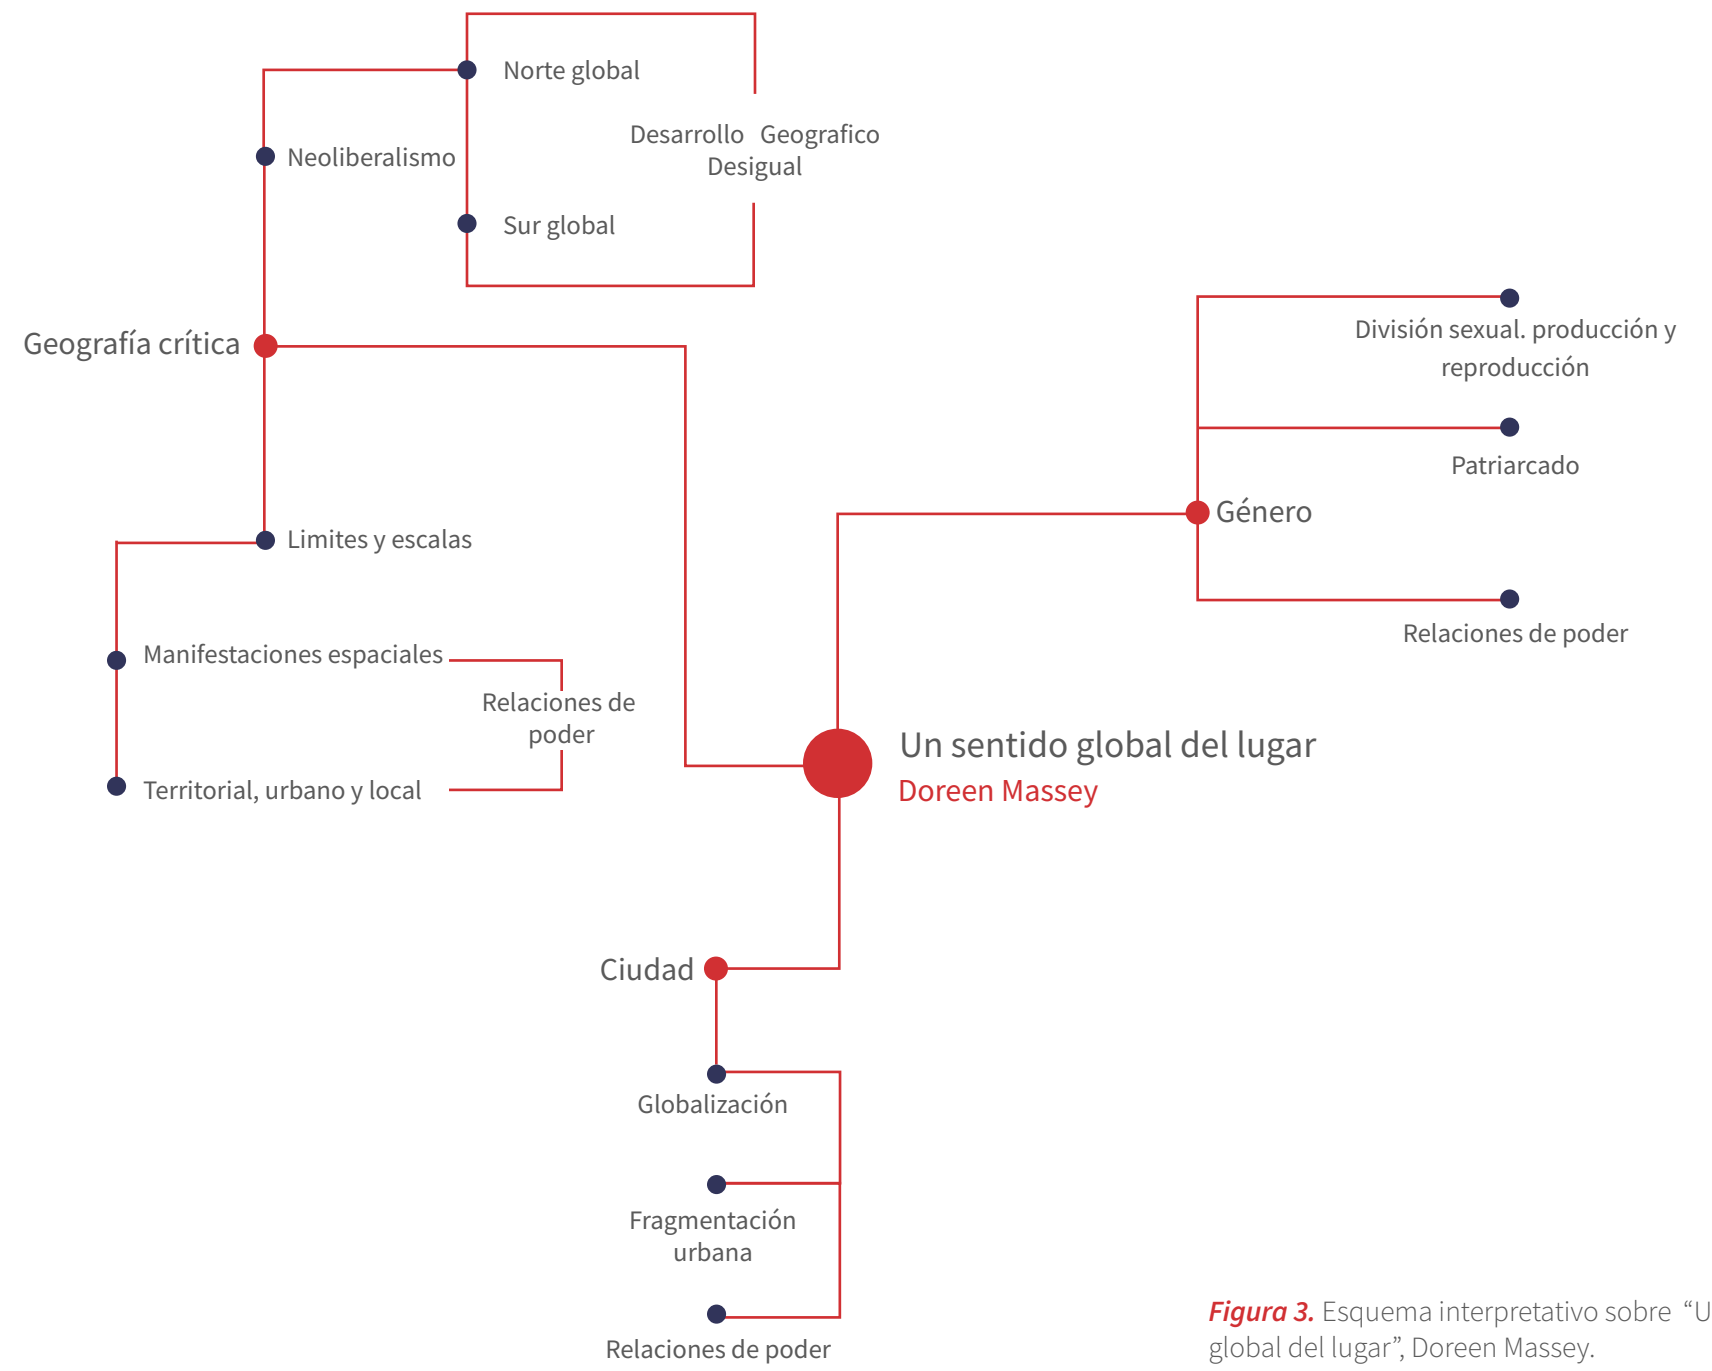 Norte global
Desarrollo Geografico
Desigual
Neoliberalismo
Sur global
Geografía crítica
Limites y escalas
Manifestaciones espaciales
Relaciones de
poder
Territorial, urbano y local
División sexual. producción y
reproducción
Patriarcado
Género
Relaciones de poder
Un sentido global del lugar
Doreen Massey
Ciudad
Globalización
Fragmentación
urbana
Relaciones de poder
Figura 3. Esquema interpretativo sobre “U
global del lugar”, Doreen Massey.